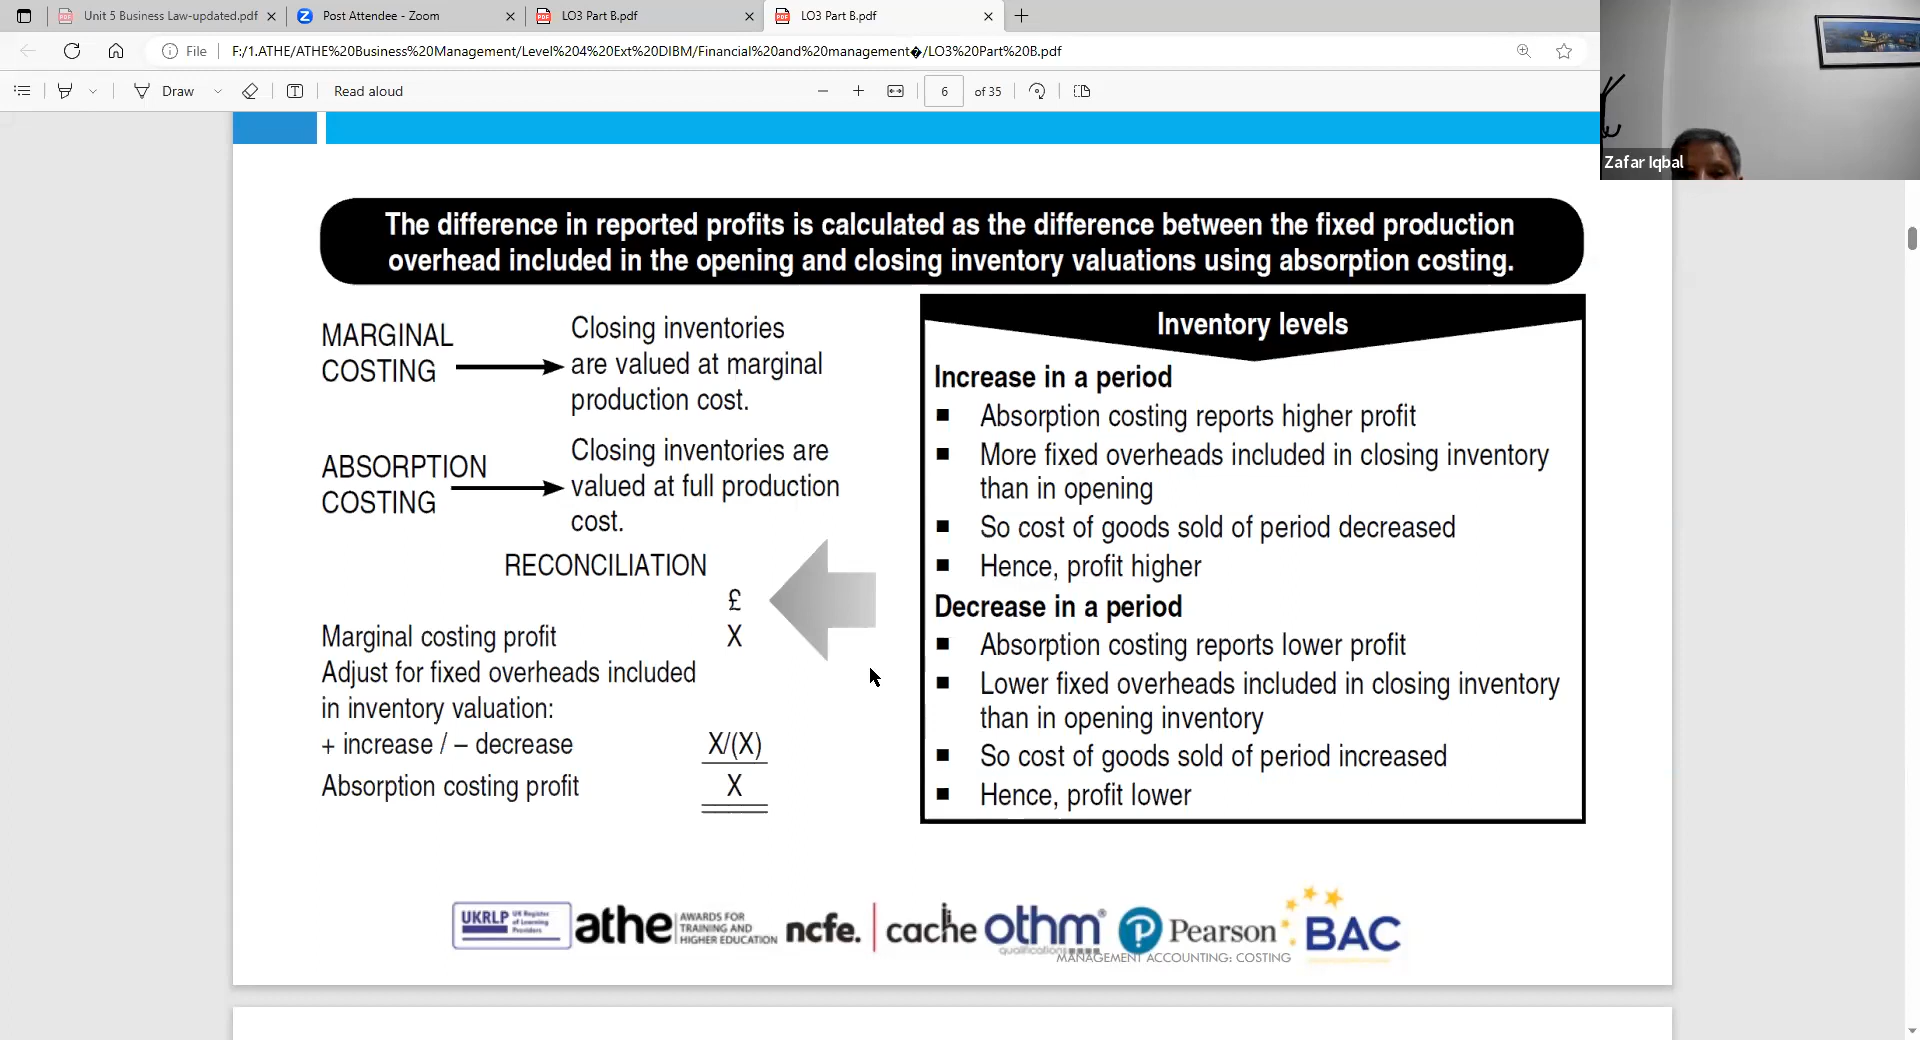 Unit 5 Business Law-updated.pdf
Post Attendee - Zoom
LO3 Part B.pdf
LO3 Part B.pdf
File
F:/1.ATHE/ATHE%20Business%20Management/Level%204%20Ext%20DIBM/Financial%20and%20management�/LO3%20Part%20B.pdf
Draw
Read aloud
6
of 35
Zafar Iqbal
The difference in reported profits is calculated as the difference between the fixed production
overhead included in the opening and closing inventory valuations using absorption costing.
MARGINAL
COSTING
Closing inventories
are valued at marginal
production cost.
ABSORPTION
COSTING
Closing inventories are
valued at full production
cost.
RECONCILIATION
£
Marginal costing profit X
Adjust for fixed overheads included
in inventory valuation:
+ increase / – decrease X/(X)
Absorption costing profit X
Inventory levels
Increase in a period
■ Absorption costing reports higher profit
■ More fixed overheads included in closing inventory
than in opening
■ So cost of goods sold of period decreased
■ Hence, profit higher
Decrease in a period
■ Absorption costing reports lower profit
■ Lower fixed overheads included in closing inventory
than in opening inventory
■ So cost of goods sold of period increased
■ Hence, profit lower
UKRLP
UK Register
of Learning
Providers
athe
AWARDS FOR
TRAINING AND
HIGHER EDUCATION
ncfe.
cache
othm®
qualifications
Pearson
BAC
MANAGEMENT ACCOUNTING: COSTING